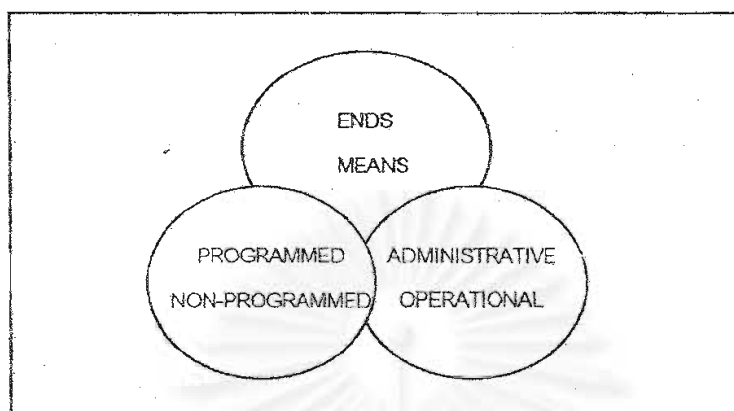 ENDS
MEANS
PROGRAMMED
NON-PROGRAMMED
ADMINISTRATIVE
OPERATIONAL